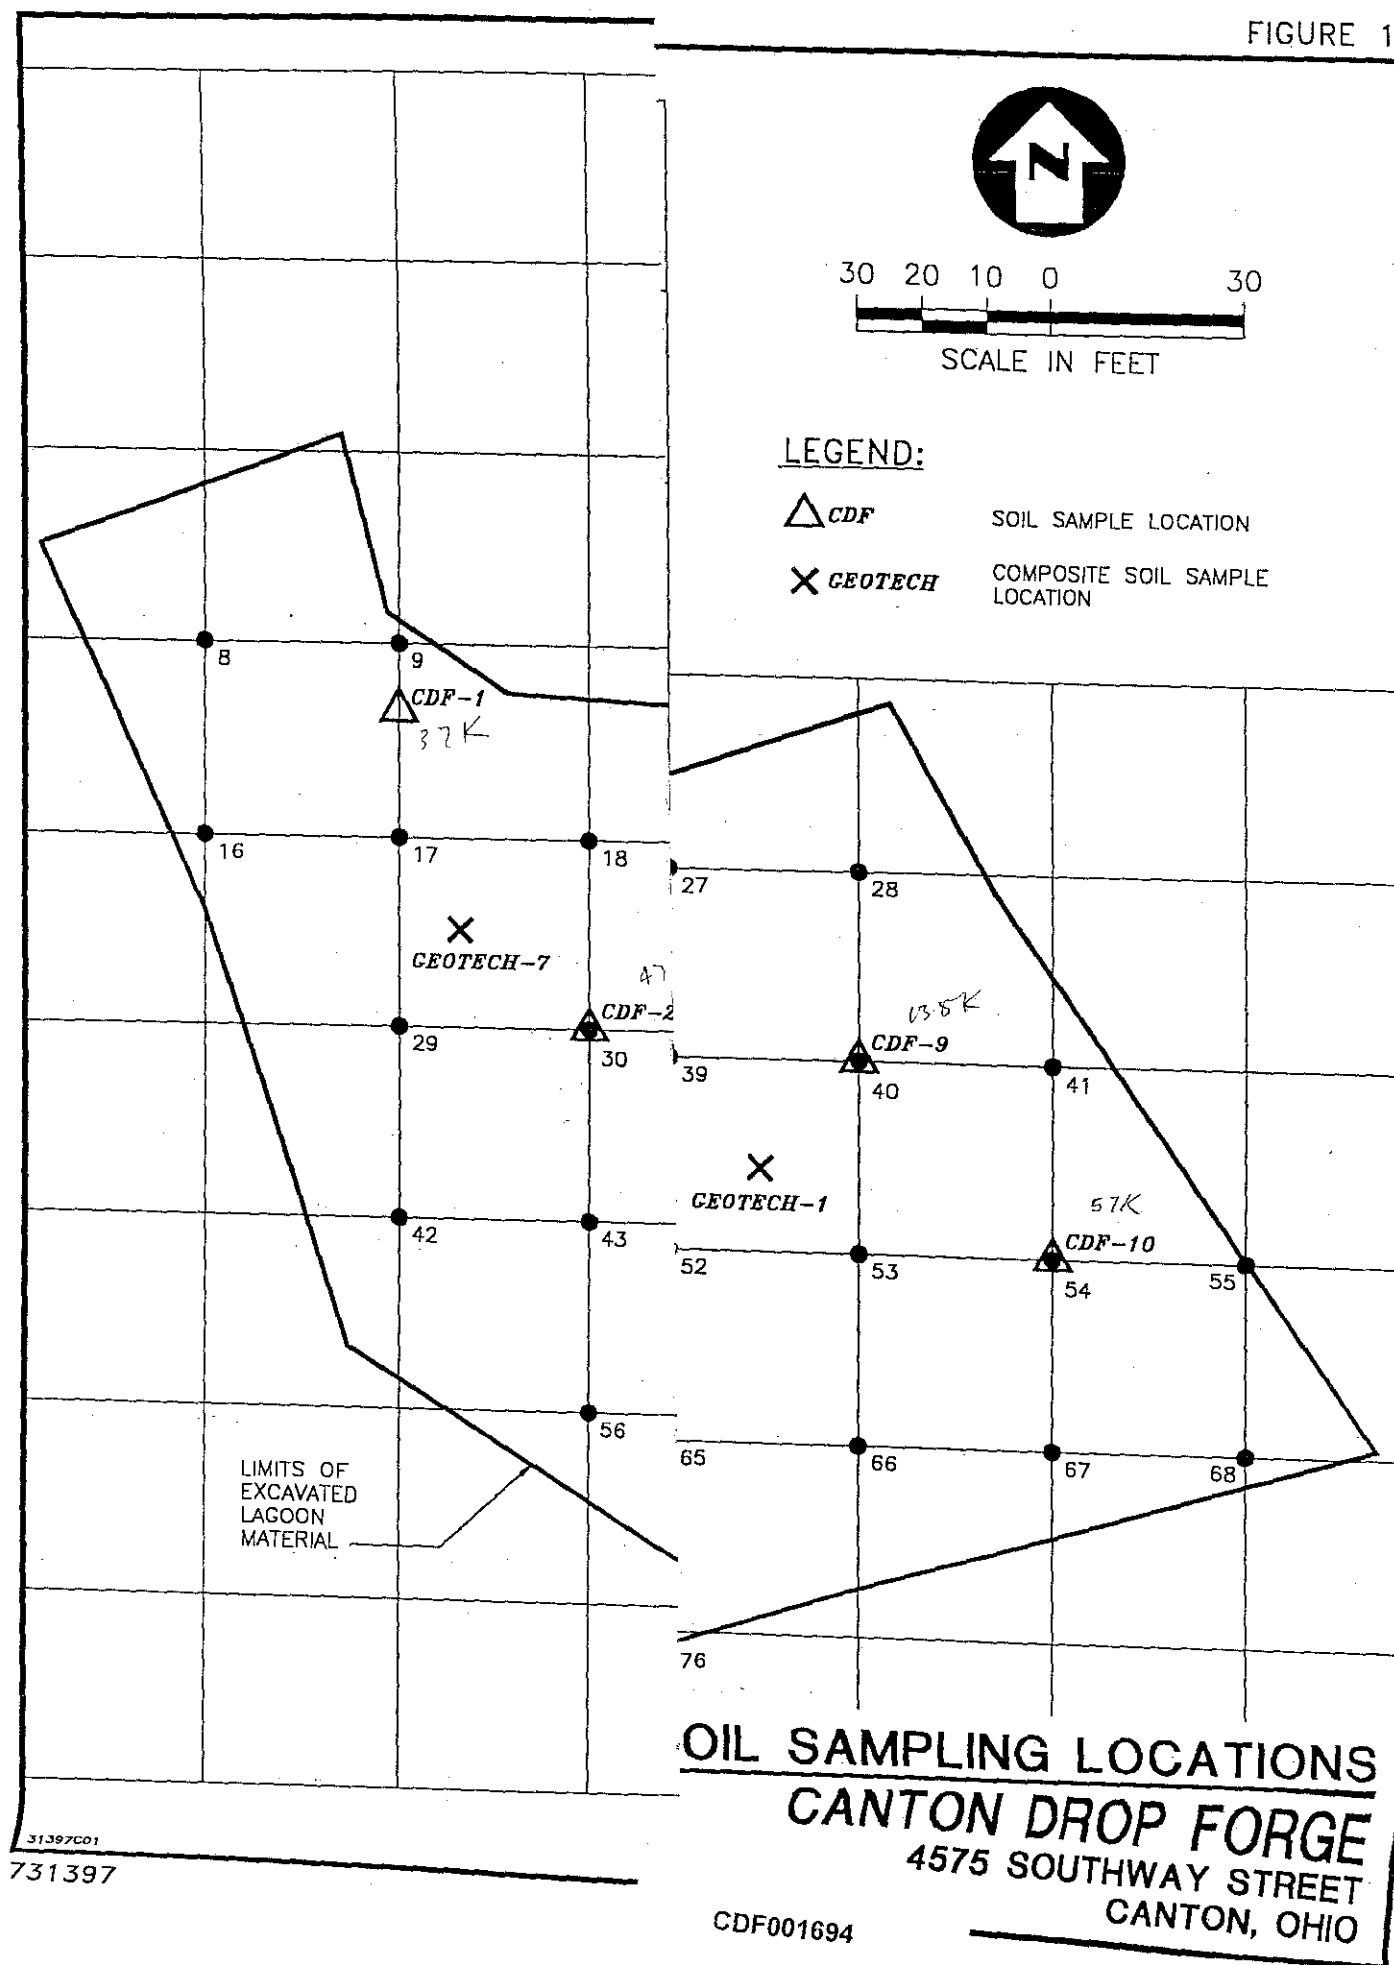 FIGURE 1
N
30 20 10 0 30
SCALE IN FEET
LEGEND:
CDF SOIL SAMPLE LOCATION
GEOTECH COMPOSITE SOIL SAMPLE
LOCATION
8
9
CDF-1
37K
16
17
18
27
28
GEOTECH-7
47
CDF-2
29
30
13.8K
CDF-9
39
40
41
GEOTECH-1
57K
42
43
CDF-10
52
53
54
55
56
65
66
67
68
LIMITS OF
EXCAVATED
LAGOON
MATERIAL
76
OIL SAMPLING LOCATIONS
CANTON DROP FORGE
4575 SOUTHWAY STREET
CANTON, OHIO
31397C01
731397
CDF001694